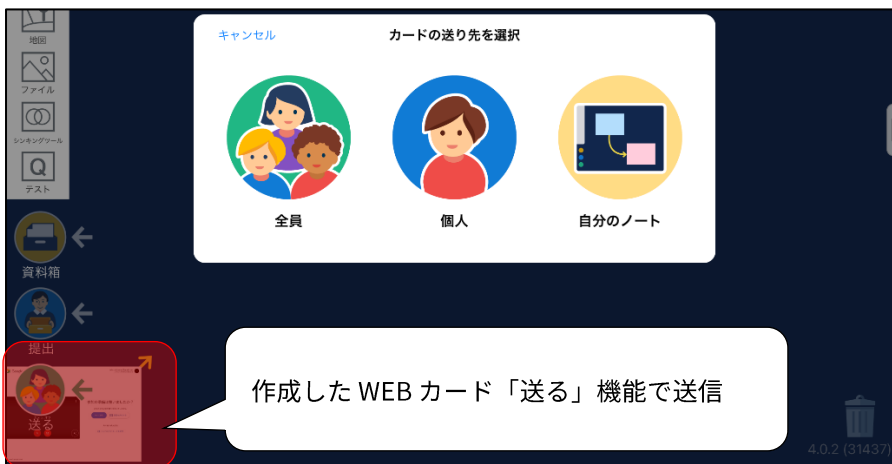 地図
ファイル
シンキングツール
Q
テスト
資料箱
提出
送る
キャンセル
カードの送り先を選択
全員
個人
自分のノート
作成した WEB カード「送る」機能で送信
4.0.2 (31437)